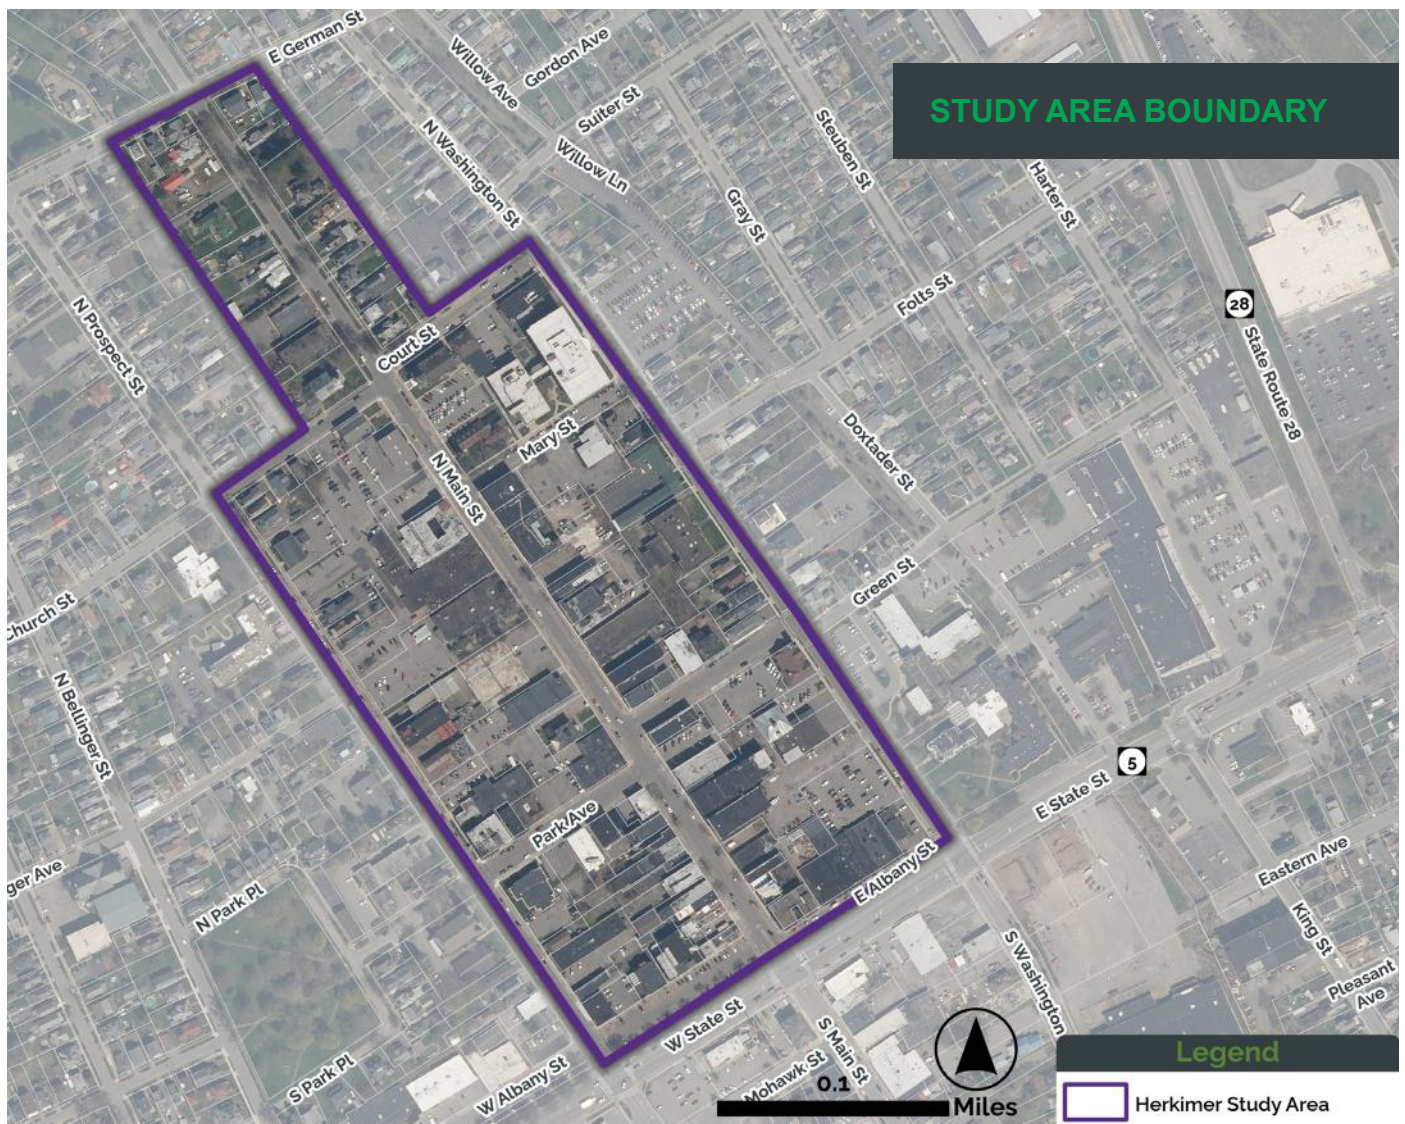 E German St
Willow Ave
Gordon Ave
Suiter St
STUDY AREA BOUNDARY
N Washington St
Willow Ln
Steuben St
Harter St
Gray St
Folts St
28
State Route 28
N Prospect St
Court St
Mary St
N Main St
Doxtader St
Green St
Church St
N Bellinger St
5
E State St
Park Ave
E Albany St
Eastern Ave
ger Ave
N Park Pl
King St
S Washington
Pleasant
Ave
W State St
S Main St
Mohawk St
S Park Pl
W Albany St
0.1
Miles
Legend
Herkimer Study Area